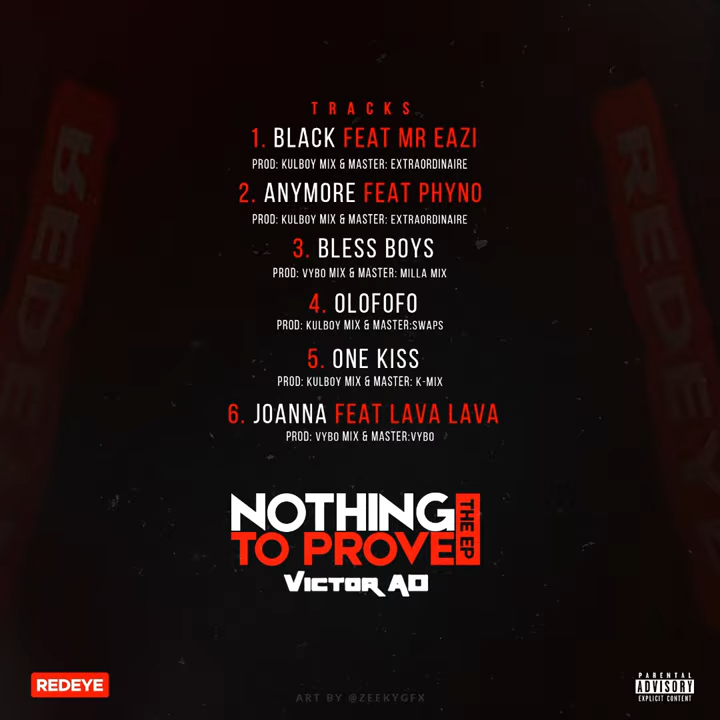 TRACKS
1. BLACK FEAT MR EAZI
PROD: KULBOY MIX & MASTER: EXTRAORDINAIRE
2. ANYMORE FEAT PHYNO
PROD: KULBOY MIX & MASTER: EXTRAORDINAIRE
3. BLESS BOYS
PROD: VYBO MIX & MASTER: MILLA MIX
4. OLOFOFO
PROD: KULBOY MIX & MASTER:SWAPS
5. ONE KISS
PROD: KULBOY MIX & MASTER: K-MIX
6. JOANNA FEAT LAVA LAVA
PROD: VYBO MIX & MASTER:VYBO
NOTHING
TO PROVE
THE EP
VICTOR AD
REDEYE
ART BY @ZEEKYGFX
PARENTAL
ADVISORY
EXPLICIT CONTENT
REDEYE
REDEYE